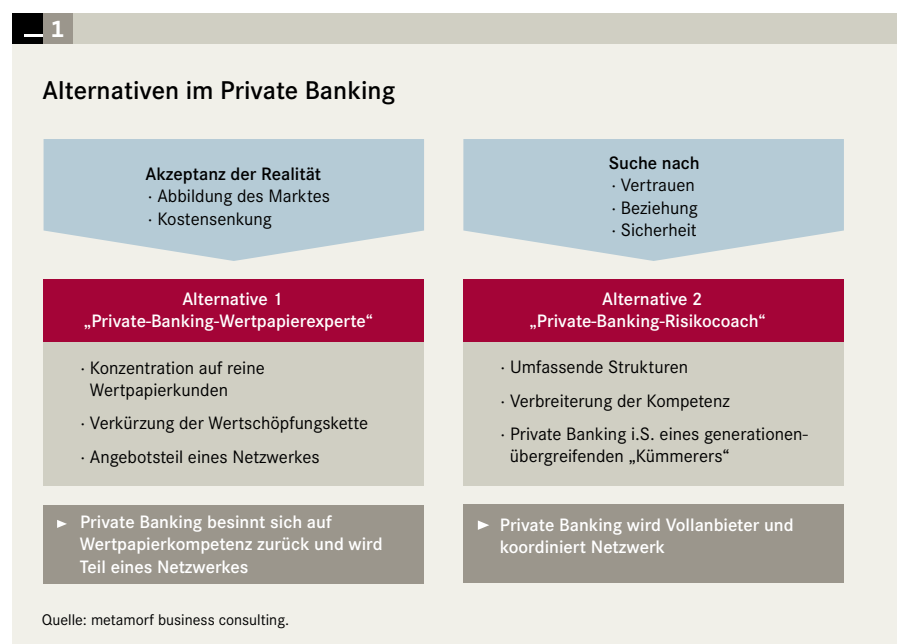 1
Alternativen im Private Banking
Akzeptanz der Realität
· Abbildung des Marktes
· Kostensenkung
Alternative 1
„Private-Banking-Wertpapierexperte“
· Konzentration auf reine
Wertpapierkunden
· Verkürzung der Wertschöpfungskette
· Angebotsteil eines Netzwerkes
► Private Banking besinnt sich auf
Wertpapierkompetenz zurück und wird
Teil eines Netzwerkes
Suche nach
· Vertrauen
· Beziehung
· Sicherheit
Alternative 2
„Private-Banking-Risikocoach“
· Umfassende Strukturen
· Verbreiterung der Kompetenz
· Private Banking i.S. eines generationen-
übergreifenden „Kümmerers“
► Private Banking wird Vollanbieter und
koordiniert Netzwerk
Quelle: metamorf business consulting.